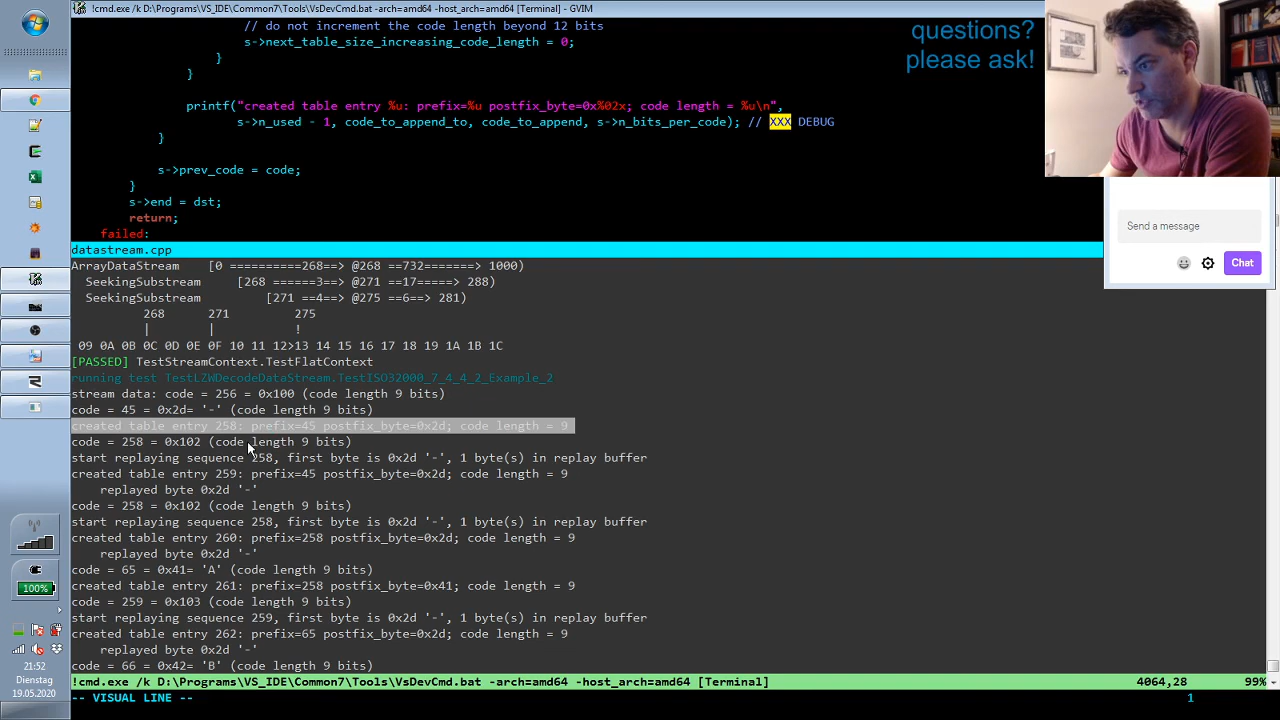 !cmd.exe /k D:\Programs\VS_IDE\Common7\Tools\VsDevCmd.bat -arch=amd64 -host_arch=amd64 [Terminal] - GVIM
// do not increment the code length beyond 12 bits
s->next_table_size_increasing_code_length = 0;
}
}
printf("created table entry %u: prefix=%u postfix_byte=0x%02x; code length = %u\n",
s->n_used - 1, code_to_append_to, code_to_append, s->n_bits_per_code); // XXX DEBUG
}
s->prev_code = code;
}
s->end = dst;
return;
failed:
questions?
please ask!
Send a message
Chat
datastream.cpp
ArrayDataStream    [0 ==========268==> @268 ==732=======> 1000)
SeekingSubstream    [268 ======3==> @271 ==17=====> 288)
SeekingSubstream    [271 ==4==> @275 ==6==> 281)
268      271         275
|        |           !
09 0A 0B 0C 0D 0E 0F 10 11 12>13 14 15 16 17 18 19 1A 1B 1C
[PASSED] TestStreamContext.TestFlatContext
running test TestLZWDecodeDataStream.TestISO32000_7_4_4_2_Example_2
stream data: code = 256 = 0x100 (code length 9 bits)
code = 45 = 0x2d= '-' (code length 9 bits)
created table entry 258: prefix=45 postfix_byte=0x2d; code length = 9
code = 258 = 0x102 (code length 9 bits)
start replaying sequence 258, first byte is 0x2d '-', 1 byte(s) in replay buffer
created table entry 259: prefix=45 postfix_byte=0x2d; code length = 9
replayed byte 0x2d '-'
code = 258 = 0x102 (code length 9 bits)
start replaying sequence 258, first byte is 0x2d '-', 1 byte(s) in replay buffer
created table entry 260: prefix=258 postfix_byte=0x2d; code length = 9
replayed byte 0x2d '-'
code = 65 = 0x41= 'A' (code length 9 bits)
created table entry 261: prefix=258 postfix_byte=0x41; code length = 9
code = 259 = 0x103 (code length 9 bits)
start replaying sequence 259, first byte is 0x2d '-', 1 byte(s) in replay buffer
created table entry 262: prefix=65 postfix_byte=0x2d; code length = 9
replayed byte 0x2d '-'
code = 66 = 0x42= 'B' (code length 9 bits)
!cmd.exe /k D:\Programs\VS_IDE\Common7\Tools\VsDevCmd.bat -arch=amd64 -host_arch=amd64 [Terminal]    4064,28    99%
-- VISUAL LINE --    1
100%
21:52
Dienstag
19.05.2020